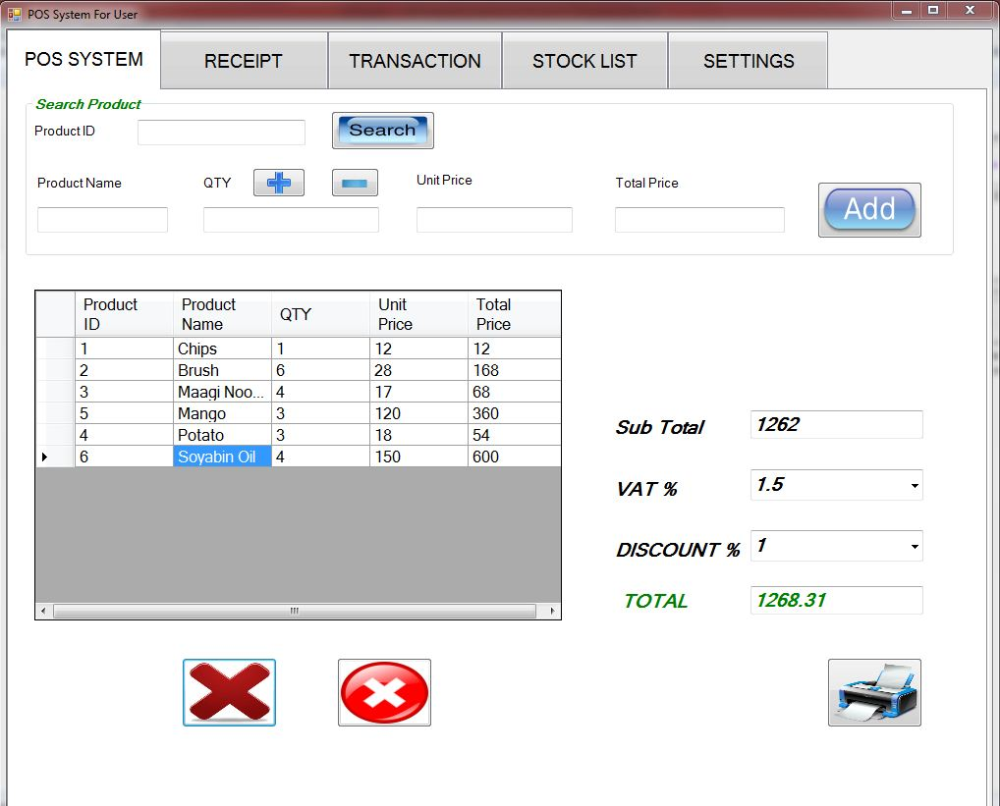 POS System For User
POS SYSTEM RECEIPT TRANSACTION STOCK LIST SETTINGS
Search Product
Product ID Search
Product Name QTY Unit Price Total Price
Add
Product ID Product Name QTY Unit Price Total Price
1 Chips 1 12 12
2 Brush 6 28 168
3 Maagi Noo... 4 17 68
5 Mango 3 120 360
4 Potato 3 18 54
6 Soyabin Oil 4 150 600
Sub Total 1262
VAT % 1.5
DISCOUNT % 1
TOTAL 1268.31